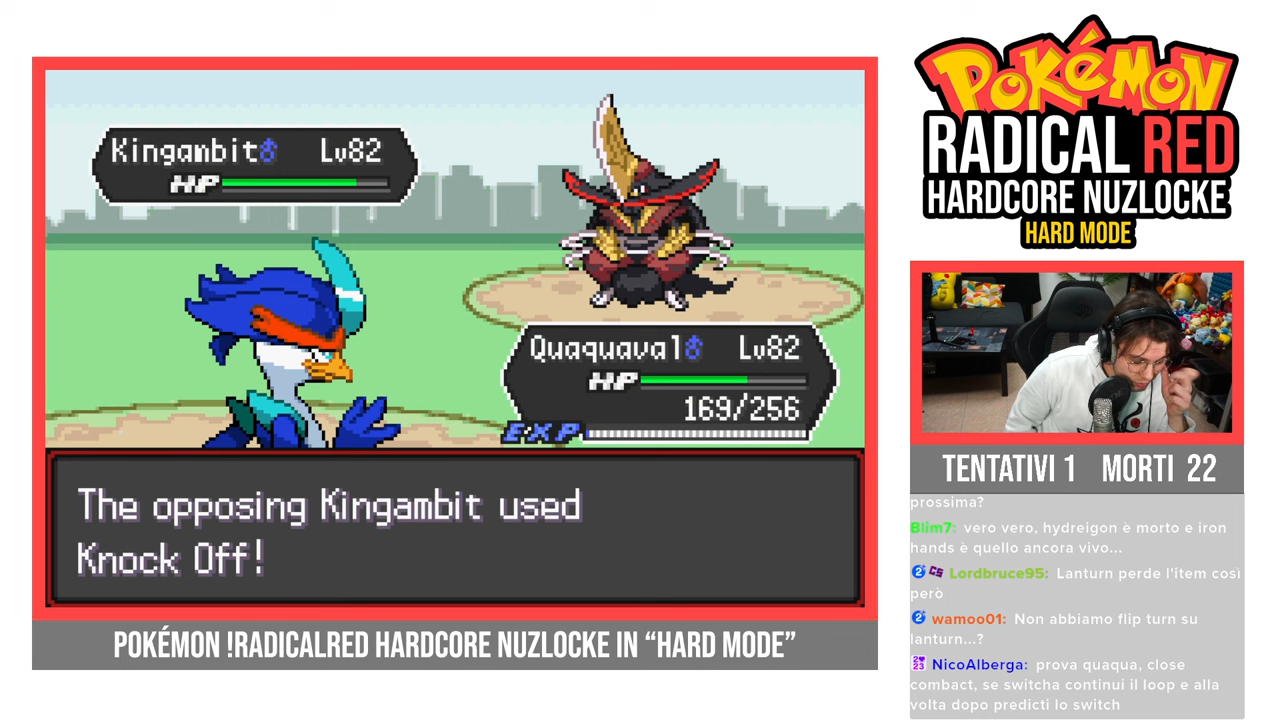 Kingambit♂ Lv82
HP
Quaquaval♂ Lv82
HP
169/256
EXP
The opposing Kingambit used
Knock Off!
POKÉMON !RADICALRED HARDCORE NUZLOCKE IN “HARD MODE”
POKÉMON
RADICAL RED
HARDCORE NUZLOCKE
HARD MODE
TENTATIVI 1 MORTI 22
prossima?
Blim7: vero vero, hydreigon è morto e iron
hands è quello ancora vivo...
2 CS Lordbruce95: Lanturn perde l'item così
però
2 wamoo01: Non abbiamo flip turn su
lanturn...?
NicoAlberga: prova quaqua, close
combact, se switcha continui il loop e alla
volta dopo predicti lo switch